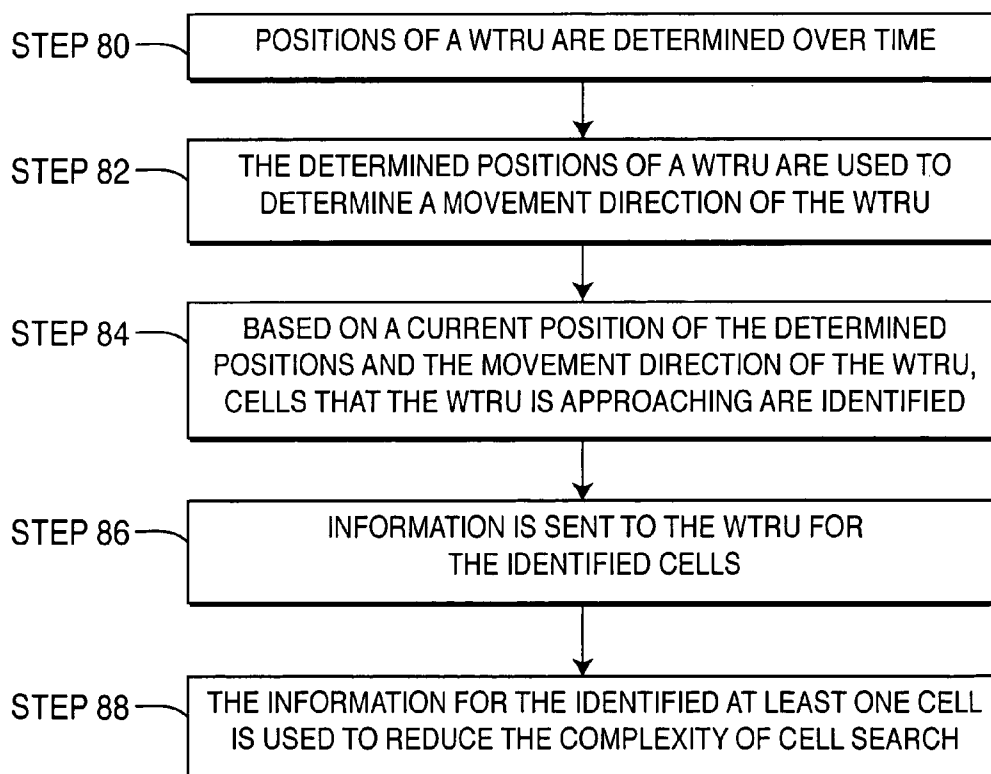 STEP 80
POSITIONS OF A WTRU ARE DETERMINED OVER TIME
STEP 82
THE DETERMINED POSITIONS OF A WTRU ARE USED TO
DETERMINE A MOVEMENT DIRECTION OF THE WTRU
STEP 84
BASED ON A CURRENT POSITION OF THE DETERMINED
POSITIONS AND THE MOVEMENT DIRECTION OF THE WTRU,
CELLS THAT THE WTRU IS APPROACHING ARE IDENTIFIED
STEP 86
INFORMATION IS SENT TO THE WTRU FOR
THE IDENTIFIED CELLS
STEP 88
THE INFORMATION FOR THE IDENTIFIED AT LEAST ONE CELL
IS USED TO REDUCE THE COMPLEXITY OF CELL SEARCH